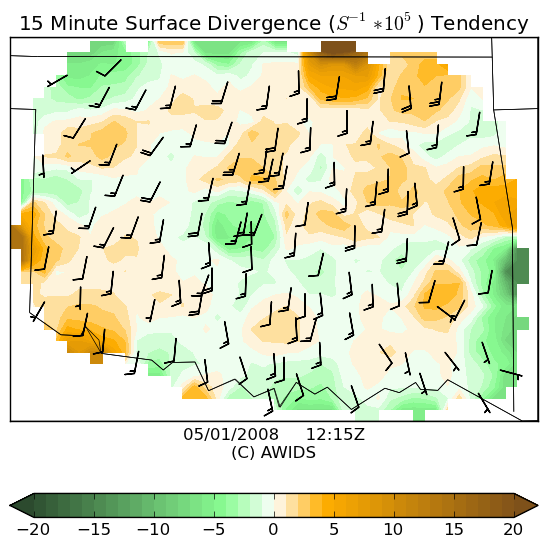 15 Minute Surface Divergence (S⁻¹ *10⁵ ) Tendency
05/01/2008 12:15Z
(C) AWIDS
−20 −15 −10 −5 0 5 10 15 20